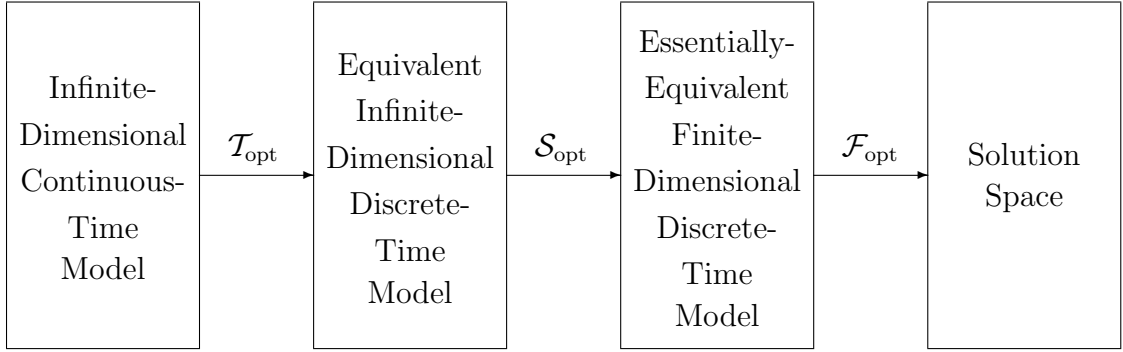 Infinite-
Dimensional
Continuous-
Time
Model
𝒯opt
Equivalent
Infinite-
Dimensional
Discrete-
Time
Model
𝒮opt
Essentially-
Equivalent
Finite-
Dimensional
Discrete-
Time
Model
ℱopt
Solution
Space